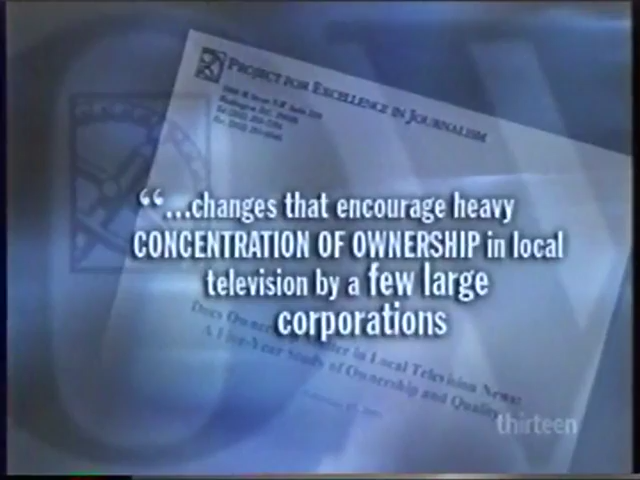 PROJECT FOR EXCELLENCE IN JOURNALISM
Washington, D.C.
“...changes that encourage heavy
CONCENTRATION OF OWNERSHIP in local
television by a few large
corporations
Does Ownership Matter in Local Television News:
A Five-Year Study of Ownership and Quality
thirteen